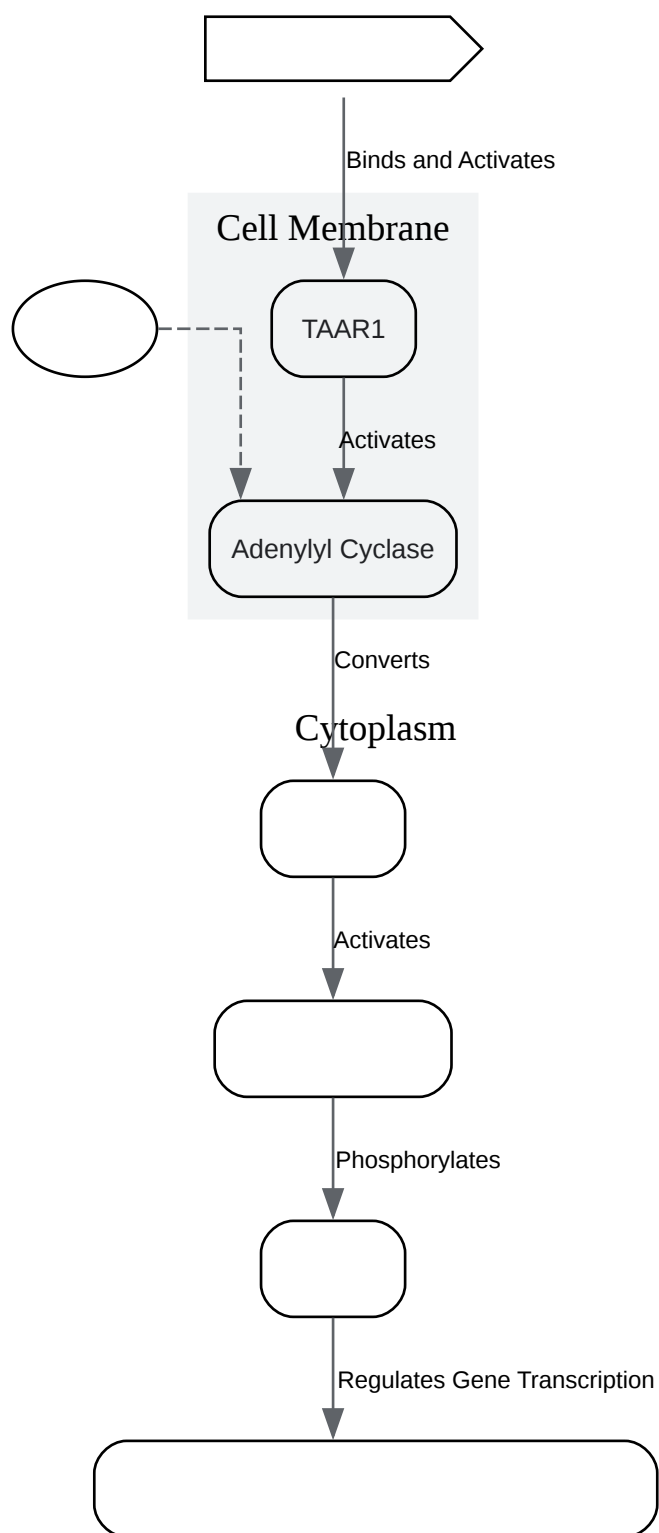 Binds and Activates
Cell Membrane
TAAR1
Activates
Adenylyl Cyclase
Converts
Cytoplasm
Activates
Phosphorylates
Regulates Gene Transcription